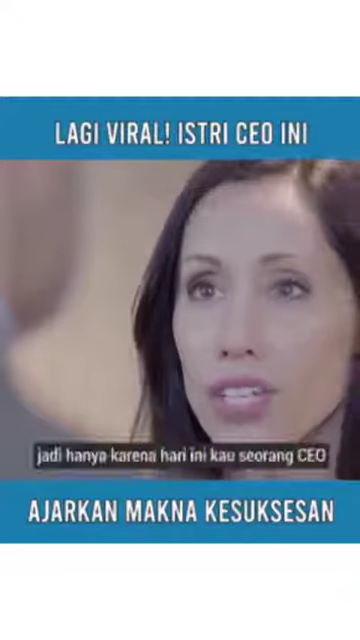 LAGI VIRAL! ISTRI CEO INI
jadi hanya karena hari ini kau seorang CEO
AJARKAN MAKNA KESUKSESAN